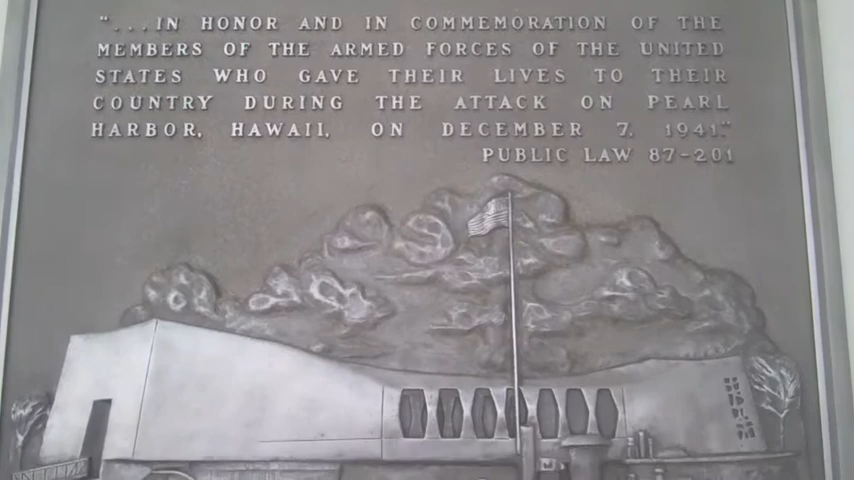 “...IN HONOR AND IN COMMEMORATION OF THE
MEMBERS OF THE ARMED FORCES OF THE UNITED
STATES WHO GAVE THEIR LIVES TO THEIR
COUNTRY DURING THE ATTACK ON PEARL
HARBOR, HAWAII, ON DECEMBER 7, 1941.”
PUBLIC LAW 87-201